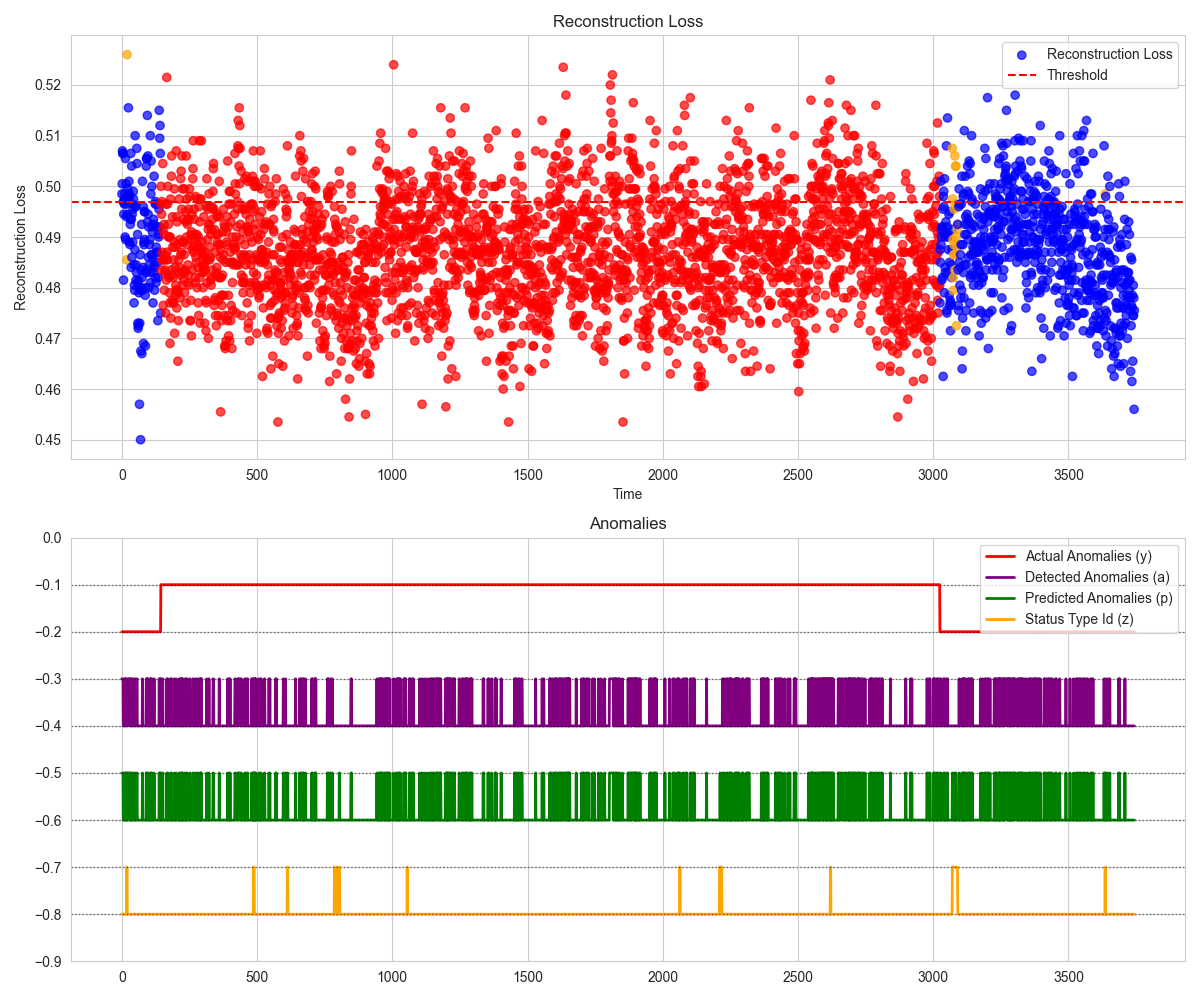 Reconstruction Loss
Reconstruction Loss
Threshold
Reconstruction Loss
0.52
0.51
0.50
0.49
0.48
0.47
0.46
0.45
0 500 1000 1500 2000 2500 3000 3500
Time
Anomalies
Actual Anomalies (y)
Detected Anomalies (a)
Predicted Anomalies (p)
Status Type Id (z)
0.0
−0.1
−0.2
−0.3
−0.4
−0.5
−0.6
−0.7
−0.8
−0.9
0 500 1000 1500 2000 2500 3000 3500